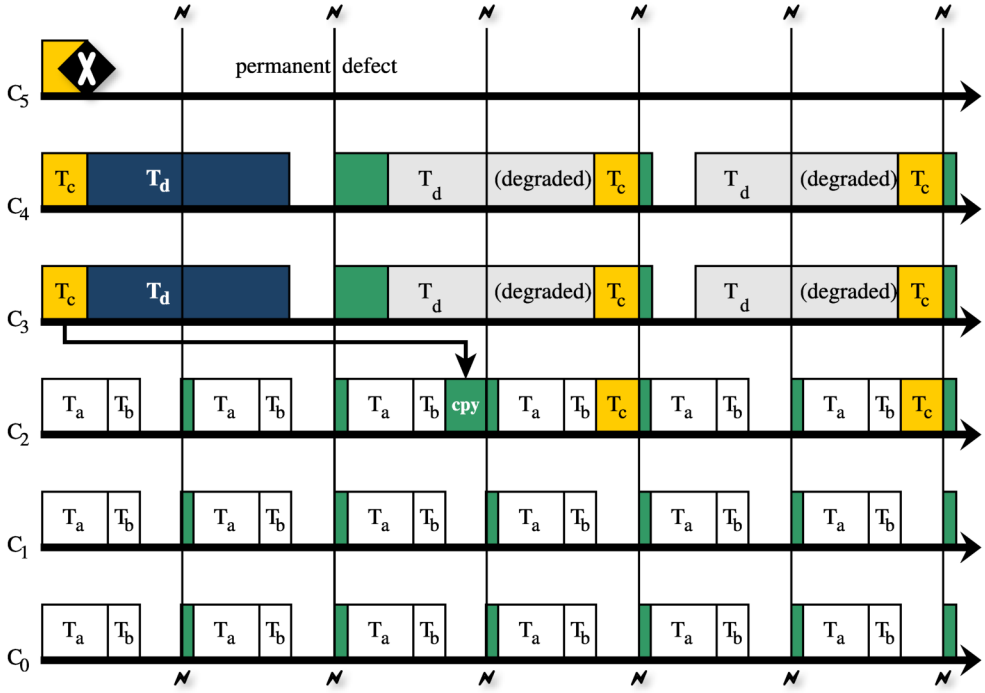 permanent defect
C5
Tc Td Td (degraded) Tc Td (degraded) Tc
C4
Tc Td Td (degraded) Tc Td (degraded) Tc
C3
Ta Tb Ta Tb Ta Tb cpy Ta Tb Tc Ta Tb Ta Tb Tc
C2
Ta Tb Ta Tb Ta Tb Ta Tb Ta Tb Ta Tb
C1
Ta Tb Ta Tb Ta Tb Ta Tb Ta Tb Ta Tb
C0